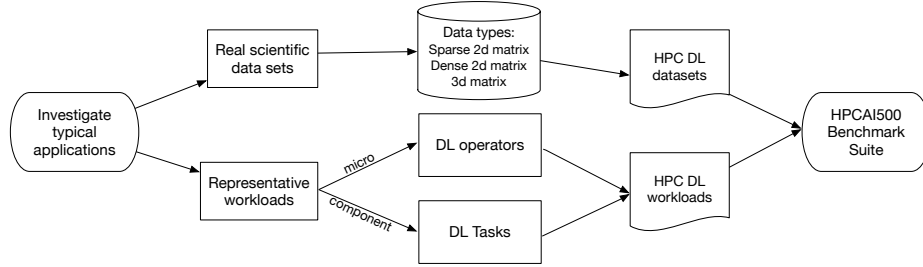 Investigate
typical
applications
Real scientific
data sets
Data types:
Sparse 2d matrix
Dense 2d matrix
3d matrix
HPC DL
datasets
Representative
workloads
micro
component
DL operators
DL Tasks
HPC DL
workloads
HPCAI500
Benchmark
Suite